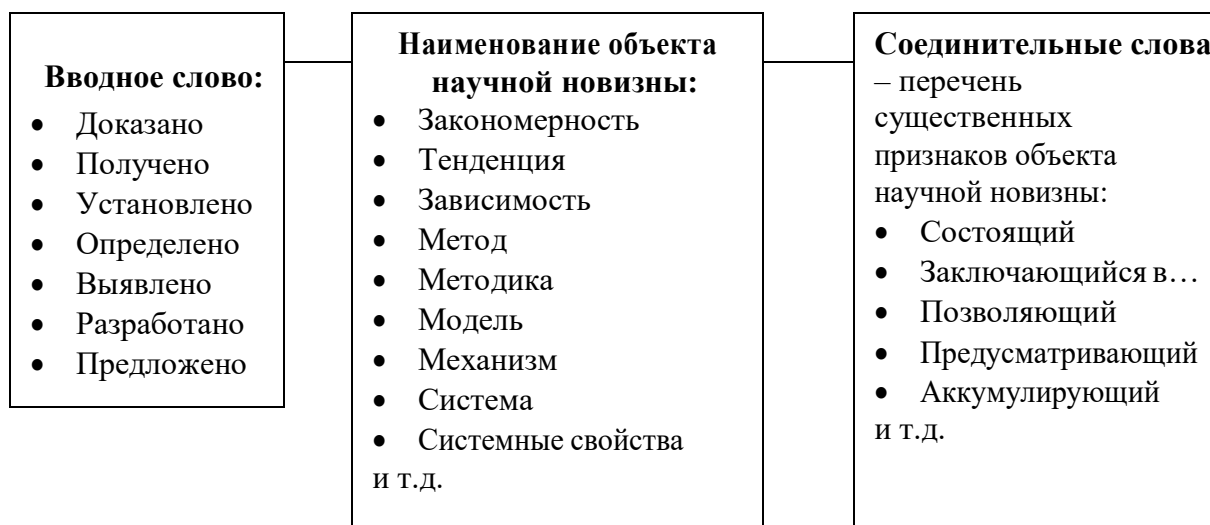 Вводное слово:
• Доказано
• Получено
• Установлено
• Определено
• Выявлено
• Разработано
• Предложено
Наименование объекта
научной новизны:
• Закономерность
• Тенденция
• Зависимость
• Метод
• Методика
• Модель
• Механизм
• Система
• Системные свойства
и т.д.
Соединительные слова
– перечень
существенных
признаков объекта
научной новизны:
• Состоящий
• Заключающийся в…
• Позволяющий
• Предусматривающий
• Аккумулирующий
и т.д.